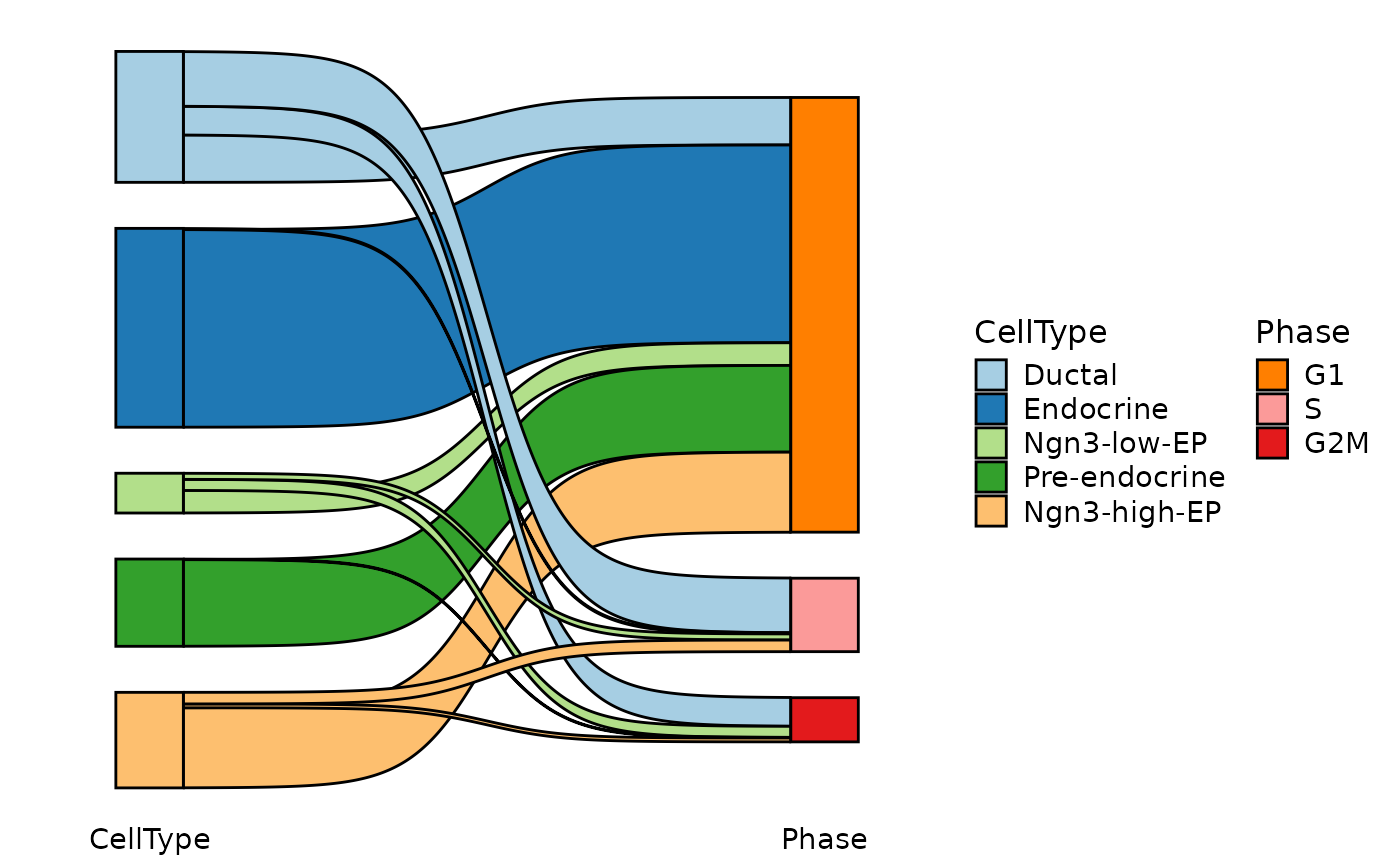 CellType
Ductal
Endocrine
Ngn3-low-EP
Pre-endocrine
Ngn3-high-EP
Phase
G1
S
G2M
CellType
Phase